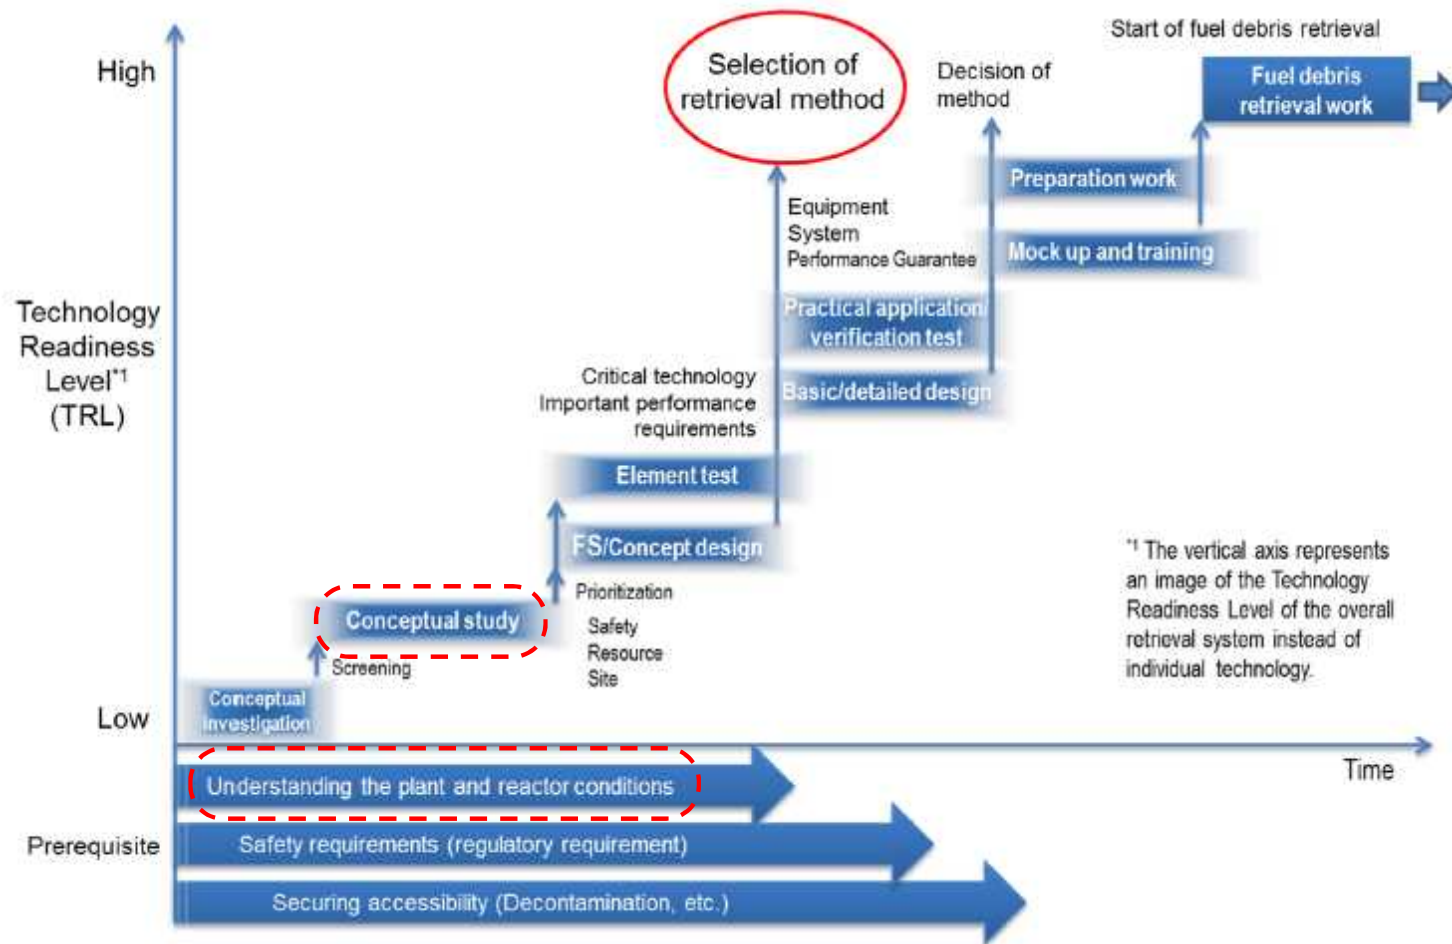 Start of fuel debris retrieval
High
Selection of
retrieval method
Decision of
method
Fuel debris
retrieval work
Preparation work
Equipment
System
Performance Guarantee
Mock up and training
Technology
Readiness
Level*1
(TRL)
Practical application/
verification test
Critical technology
Important performance
requirements
Basic/detailed design
Element test
FS/Concept design
*1 The vertical axis represents
an image of the Technology
Readiness Level of the overall
retrieval system instead of
individual technology.
Prioritization
Safety
Resource
Site
Conceptual study
Screening
Conceptual
investigation
Low
Time
Understanding the plant and reactor conditions
Prerequisite
Safety requirements (regulatory requirement)
Securing accessibility (Decontamination, etc.)